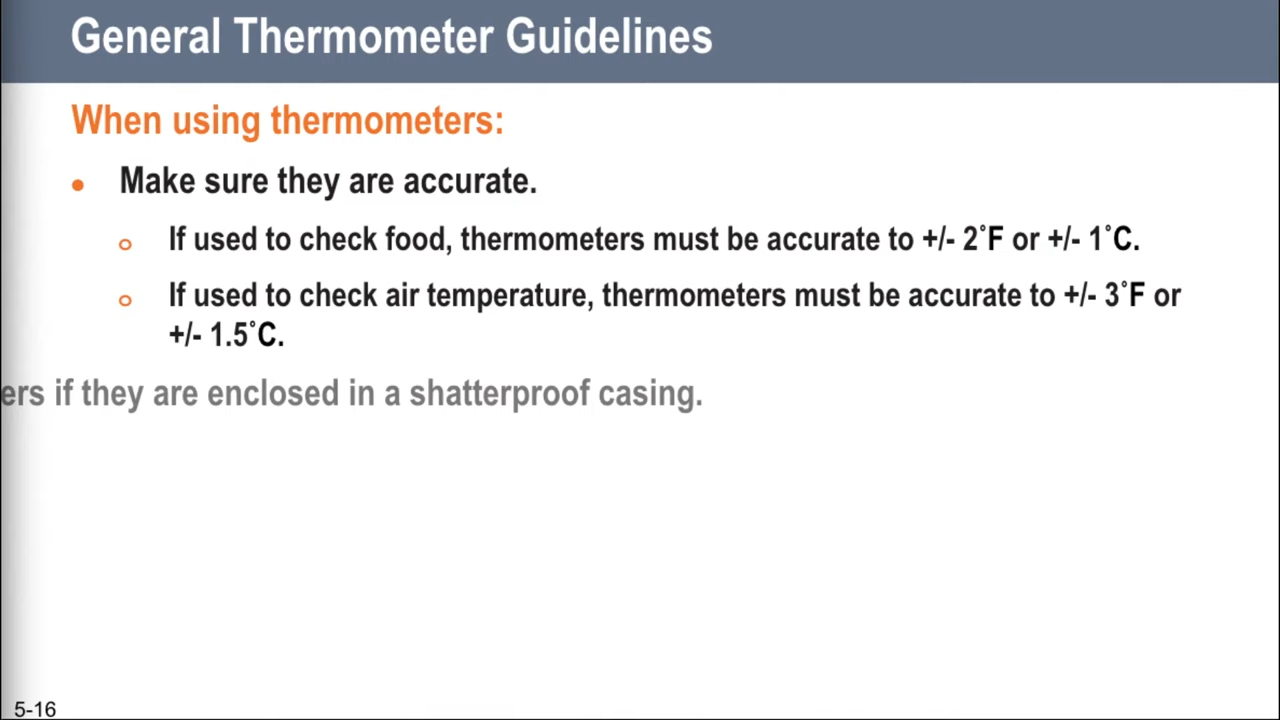 General Thermometer Guidelines
When using thermometers:
• Make sure they are accurate.
o If used to check food, thermometers must be accurate to +/- 2˚F or +/- 1˚C.
o If used to check air temperature, thermometers must be accurate to +/- 3˚F or
+/- 1.5˚C.
ers if they are enclosed in a shatterproof casing.
5-16